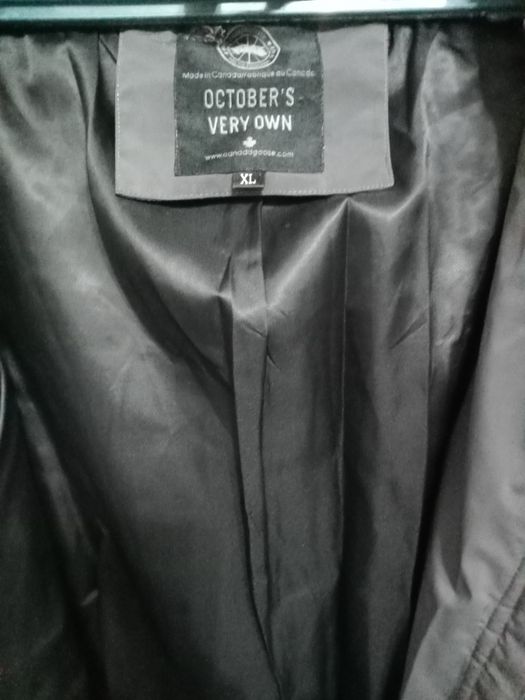 Made in Canada/Fabriqué au Canada
OCTOBER'S
VERY OWN
www.canadagoose.com
XL